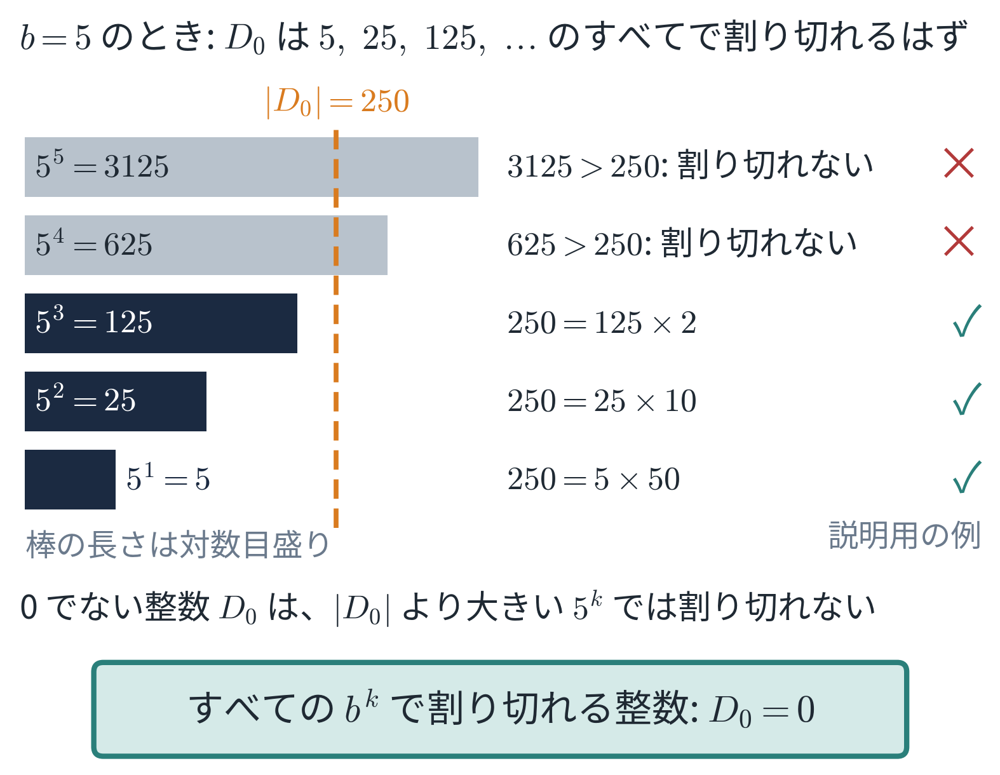 b = 5 のとき: D₀ は 5, 25, 125, … のすべてで割り切れるはず
|D₀| = 250
5⁵ = 3125 3125 > 250: 割り切れない ×
5⁴ = 625 625 > 250: 割り切れない ×
5³ = 125 250 = 125 × 2 ✓
5² = 25 250 = 25 × 10 ✓
5¹ = 5 250 = 5 × 50 ✓
棒の長さは対数目盛り 説明用の例
0 でない整数 D₀ は、|D₀| より大きい 5ᵏ では割り切れない
すべての bᵏ で割り切れる整数: D₀ = 0